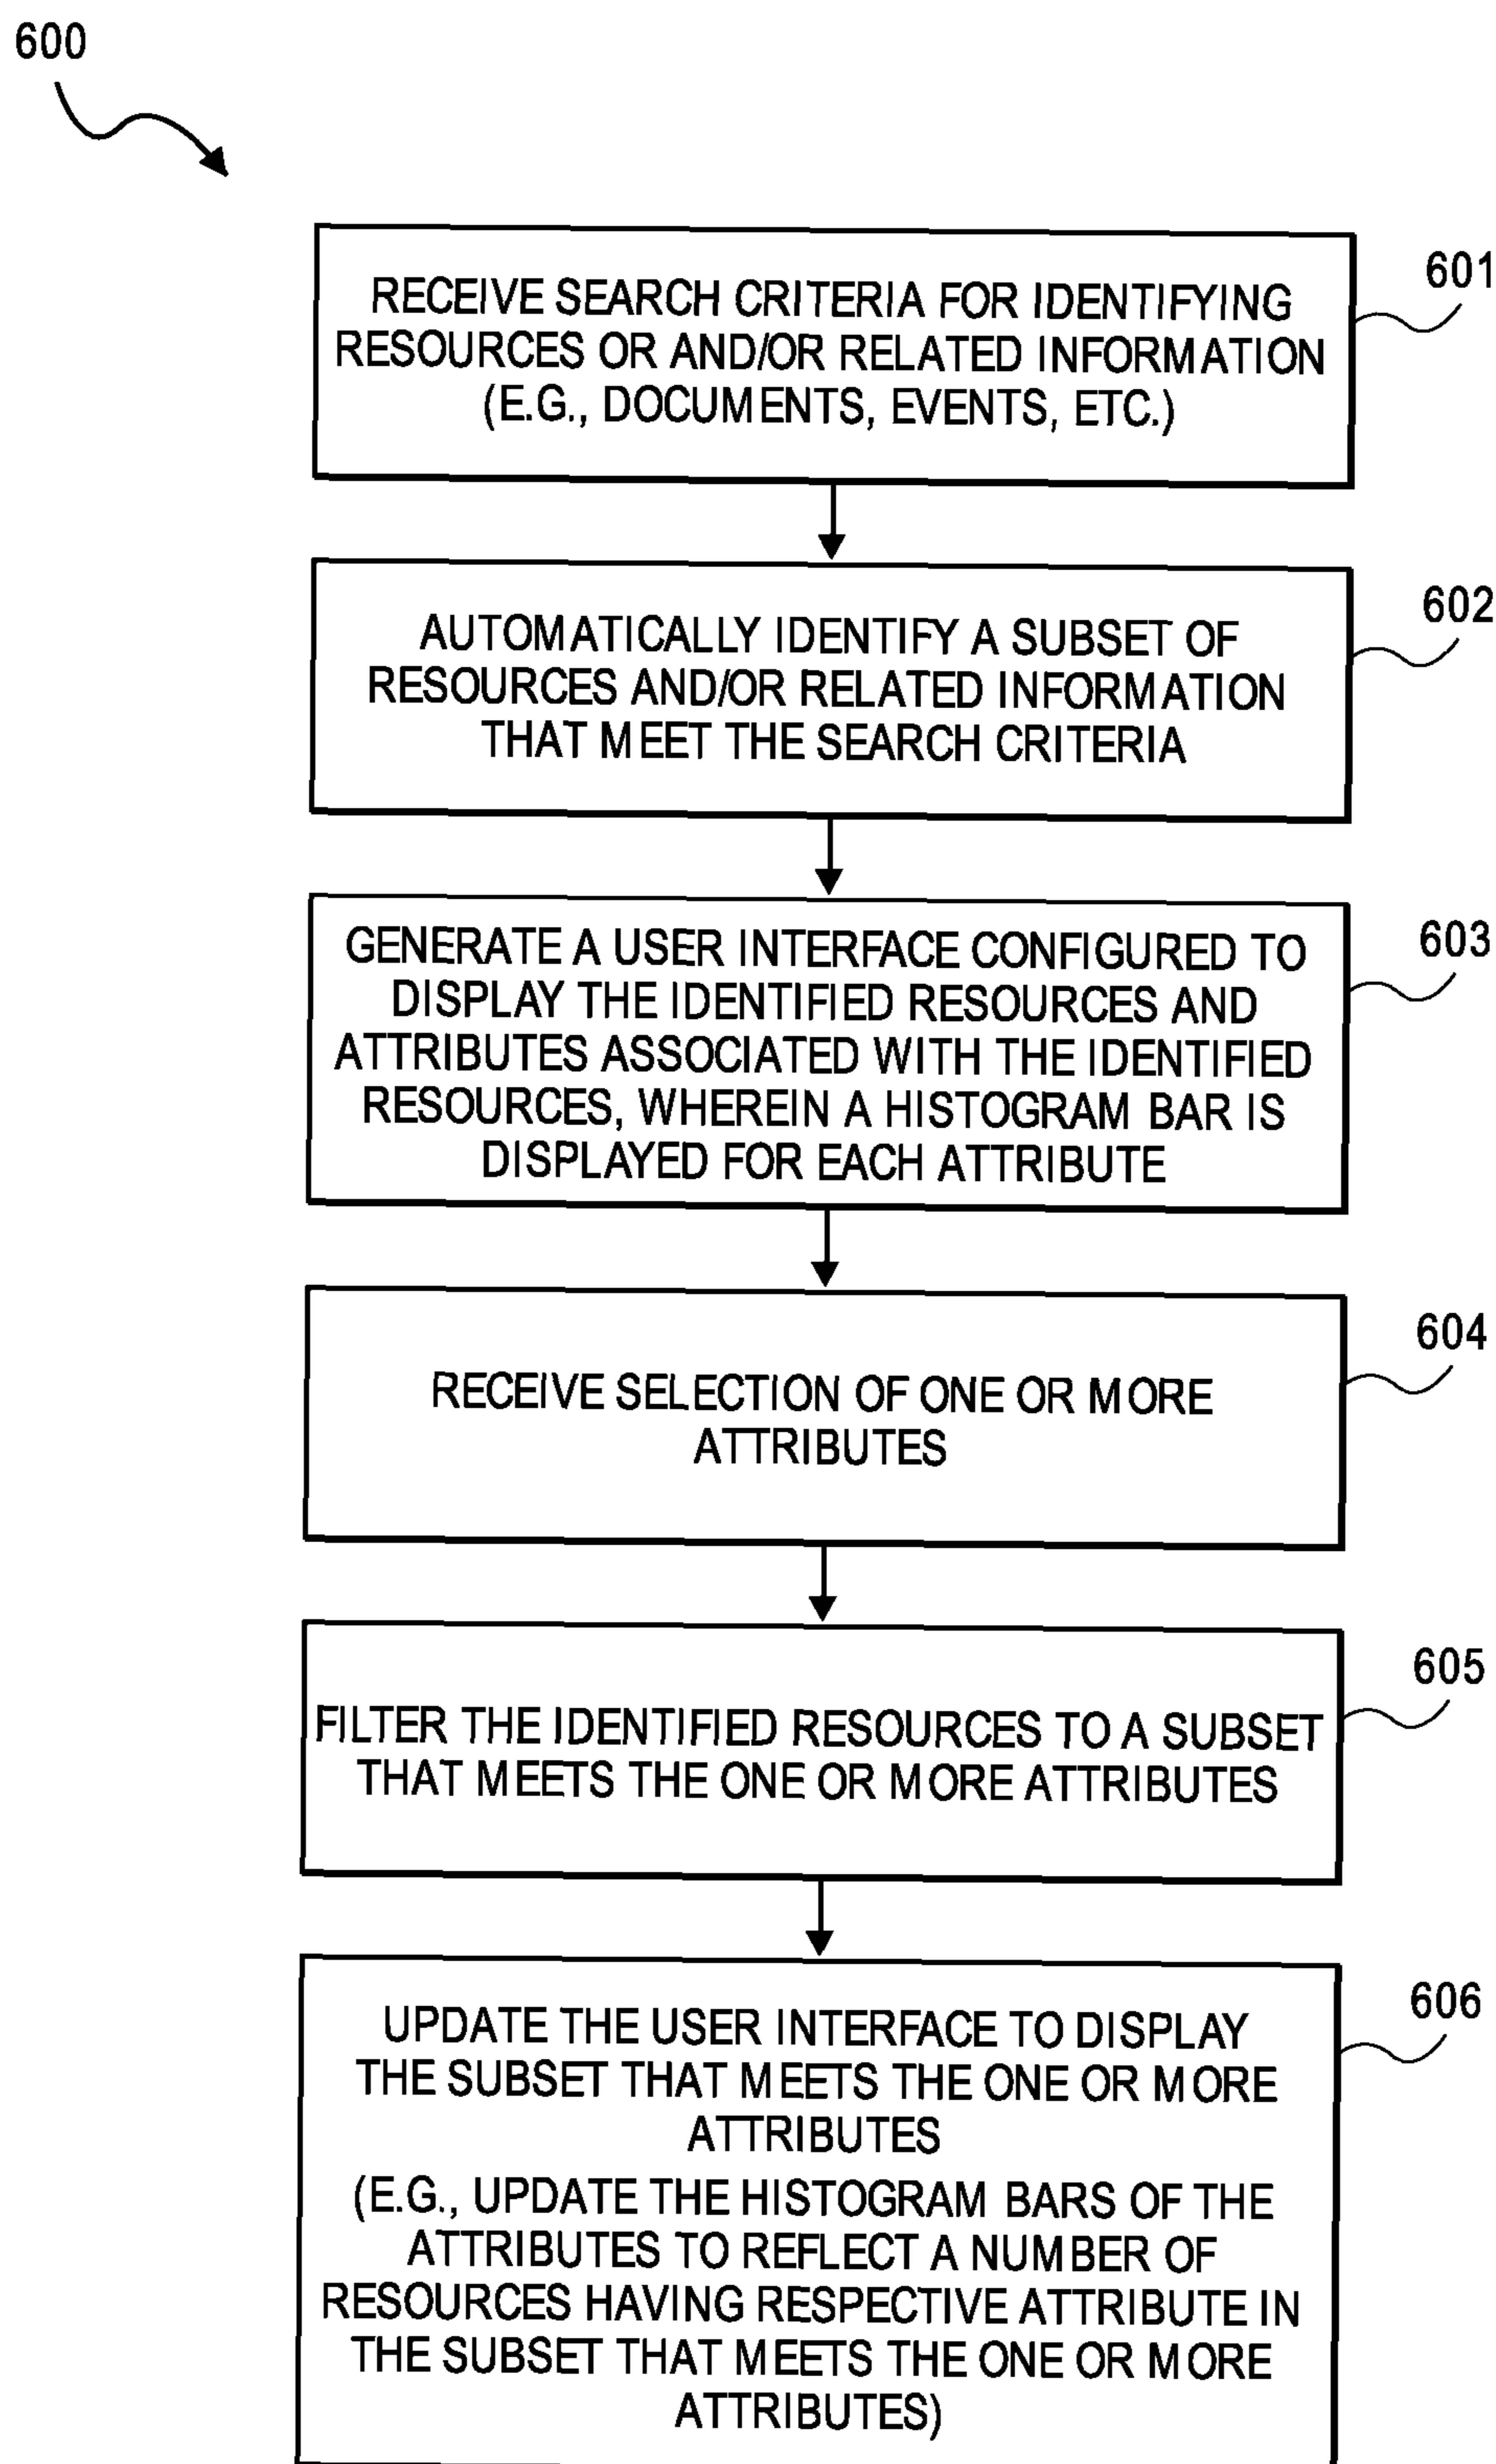 600
601
RECEIVE SEARCH CRITERIA FOR IDENTIFYING
RESOURCES OR AND/OR RELATED INFORMATION
(E.G., DOCUMENTS, EVENTS, ETC.)
602
AUTOMATICALLY IDENTIFY A SUBSET OF
RESOURCES AND/OR RELATED INFORMATION
THAT MEET THE SEARCH CRITERIA
603
GENERATE A USER INTERFACE CONFIGURED TO
DISPLAY THE IDENTIFIED RESOURCES AND
ATTRIBUTES ASSOCIATED WITH THE IDENTIFIED
RESOURCES, WHEREIN A HISTOGRAM BAR IS
DISPLAYED FOR EACH ATTRIBUTE
604
RECEIVE SELECTION OF ONE OR MORE
ATTRIBUTES
605
FILTER THE IDENTIFIED RESOURCES TO A SUBSET
THAT MEETS THE ONE OR MORE ATTRIBUTES
606
UPDATE THE USER INTERFACE TO DISPLAY
THE SUBSET THAT MEETS THE ONE OR MORE
ATTRIBUTES
(E.G., UPDATE THE HISTOGRAM BARS OF THE
ATTRIBUTES TO REFLECT A NUMBER OF
RESOURCES HAVING RESPECTIVE ATTRIBUTE IN
THE SUBSET THAT MEETS THE ONE OR MORE
ATTRIBUTES)